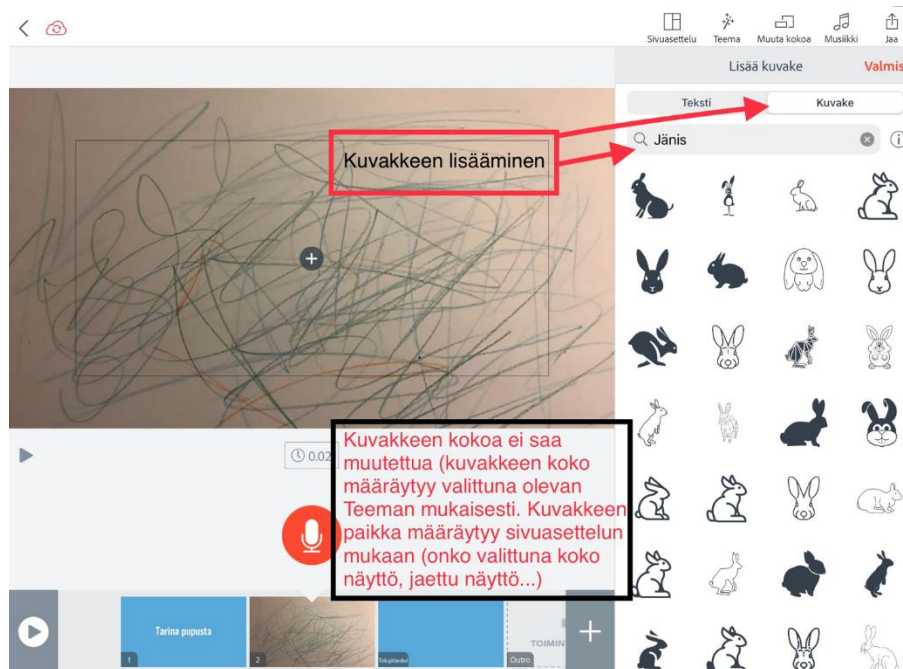 Sivuasettelu
Teema
Muuta kokoa
Musiikki
Jaa
Lisää kuvake
Valmis
Teksti
Kuvake
Jänis
Kuvakkeen lisääminen
0.02
Kuvakkeen kokoa ei saa
muutettua (kuvakkeen koko
määräytyy valittuna olevan
Teeman mukaisesti. Kuvakkeen
paikka määräytyy sivuasettelun
mukaan (onko valittuna koko
näyttö, jaettu näyttö...)
Tarina pupusta
1
2
Tekijätiedot
Outro
TOIMIN